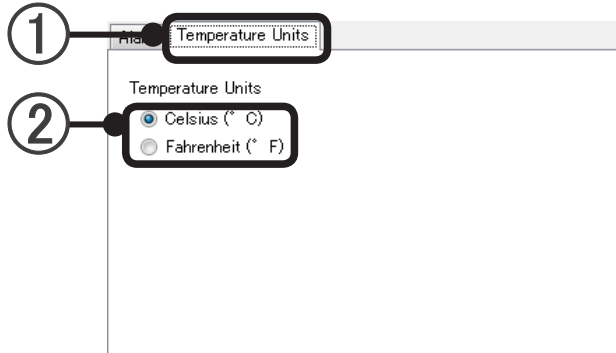 ①
Temperature Units
Temperature Units
②
Celsius (° C)
Fahrenheit (° F)